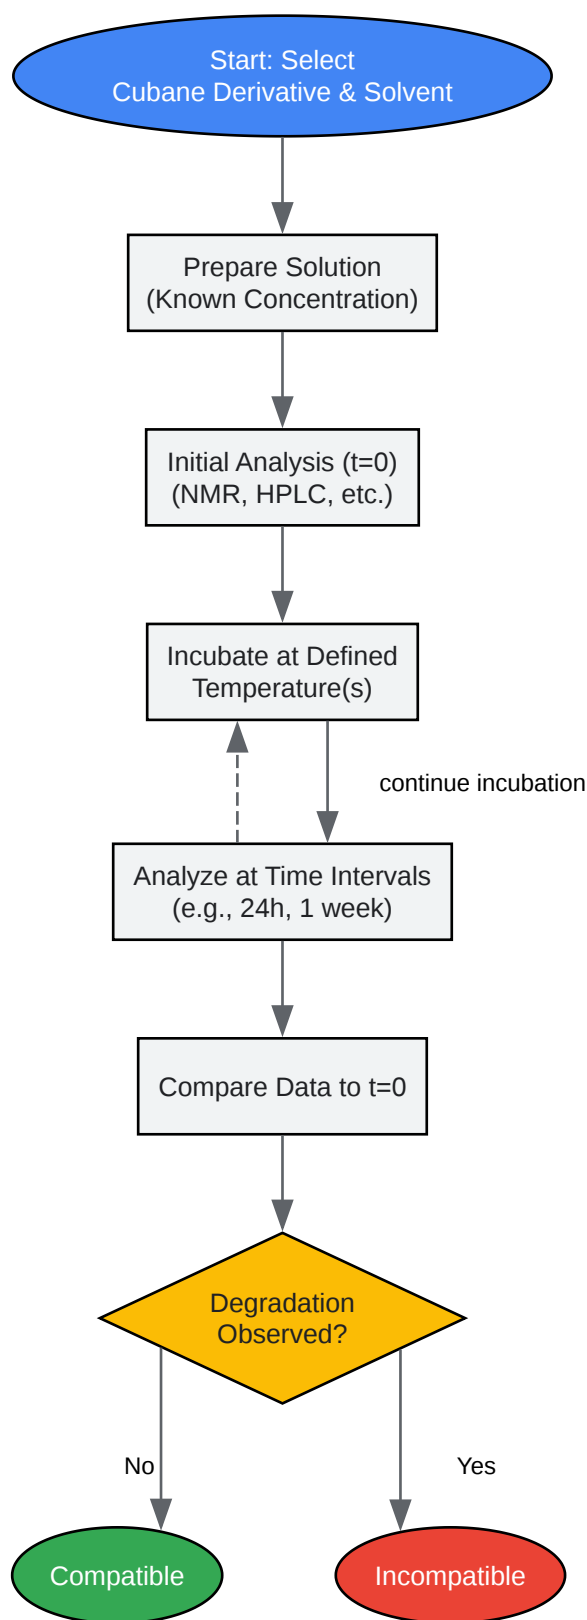 Start: Select
Cubane Derivative & Solvent
Prepare Solution
(Known Concentration)
Initial Analysis (t=0)
(NMR, HPLC, etc.)
Incubate at Defined
Temperature(s)
continue incubation
Analyze at Time Intervals
(e.g., 24h, 1 week)
Compare Data to t=0
Degradation
Observed?
No
Yes
Compatible
Incompatible